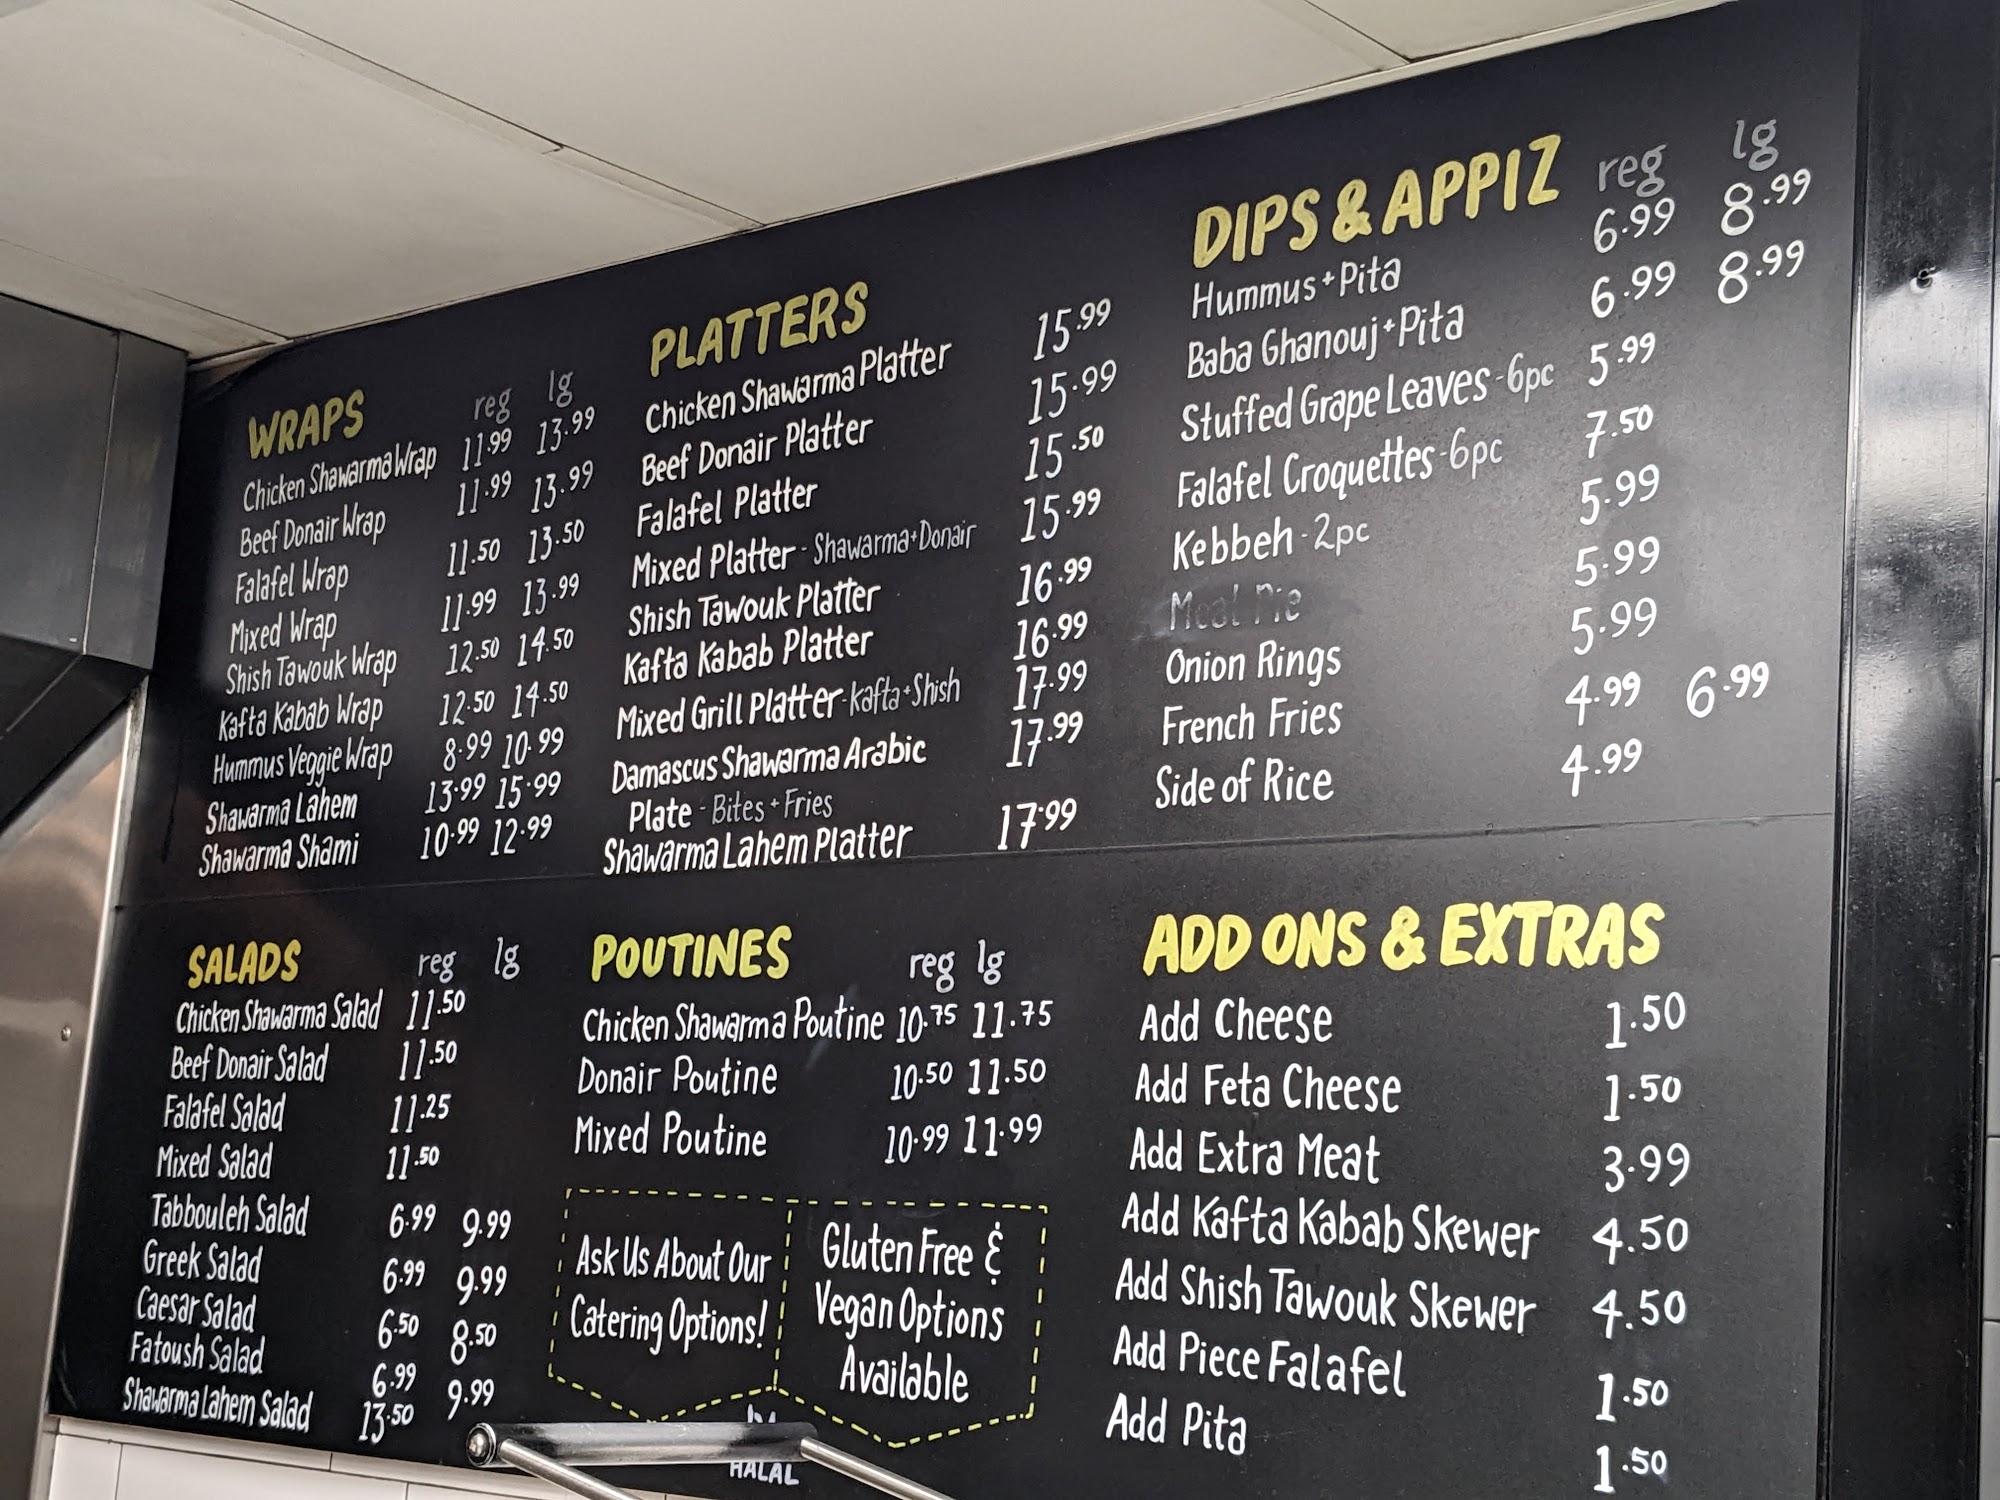 WRAPS reg lg
Chicken Shawarma Wrap 11.99 13.99
Beef Donair Wrap 11.99 13.99
Falafel Wrap 11.50 13.50
Mixed Wrap 11.99 13.99
Shish Tawouk Wrap 12.50 14.50
Kafta Kabab Wrap 12.50 14.50
Hummus Veggie Wrap 8.99 10.99
Shawarma Lahem 13.99 15.99
Shawarma Shami 10.99 12.99
PLATTERS
Chicken Shawarma Platter 15.99
Beef Donair Platter 15.99
Falafel Platter 15.50
Mixed Platter - Shawarma + Donair 15.99
Shish Tawouk Platter 16.99
Kafta Kabab Platter 16.99
Mixed Grill Platter - Kafta + Shish 17.99
Damascus Shawarma Arabic 17.99
Plate - Bites + Fries
Shawarma Lahem Platter 17.99
DIPS & APPIZ reg lg
Hummus + Pita 6.99 8.99
Baba Ghanouj + Pita 6.99 8.99
Stuffed Grape Leaves - 6pc 5.99
Falafel Croquettes - 6pc 7.50
Kebbeh - 2pc 5.99
Meat Pie 5.99
Onion Rings 5.99
French Fries 4.99 6.99
Side of Rice 4.99
SALADS reg lg
Chicken Shawarma Salad 11.50
Beef Donair Salad 11.50
Falafel Salad 11.25
Mixed Salad 11.50
Tabbouleh Salad 6.99 9.99
Greek Salad 6.99 9.99
Caesar Salad 6.50 8.50
Fatoush Salad 6.99 9.99
Shawarma Lahem Salad 13.50
POUTINES reg lg
Chicken Shawarma Poutine 10.75 11.75
Donair Poutine 10.50 11.50
Mixed Poutine 10.99 11.99
Ask Us About Our
Catering Options!
Gluten Free &
Vegan Options
Available
HALAL
ADD ONS & EXTRAS
Add Cheese 1.50
Add Feta Cheese 1.50
Add Extra Meat 3.99
Add Kafta Kabab Skewer 4.50
Add Shish Tawouk Skewer 4.50
Add Piece Falafel 1.50
Add Pita 1.50